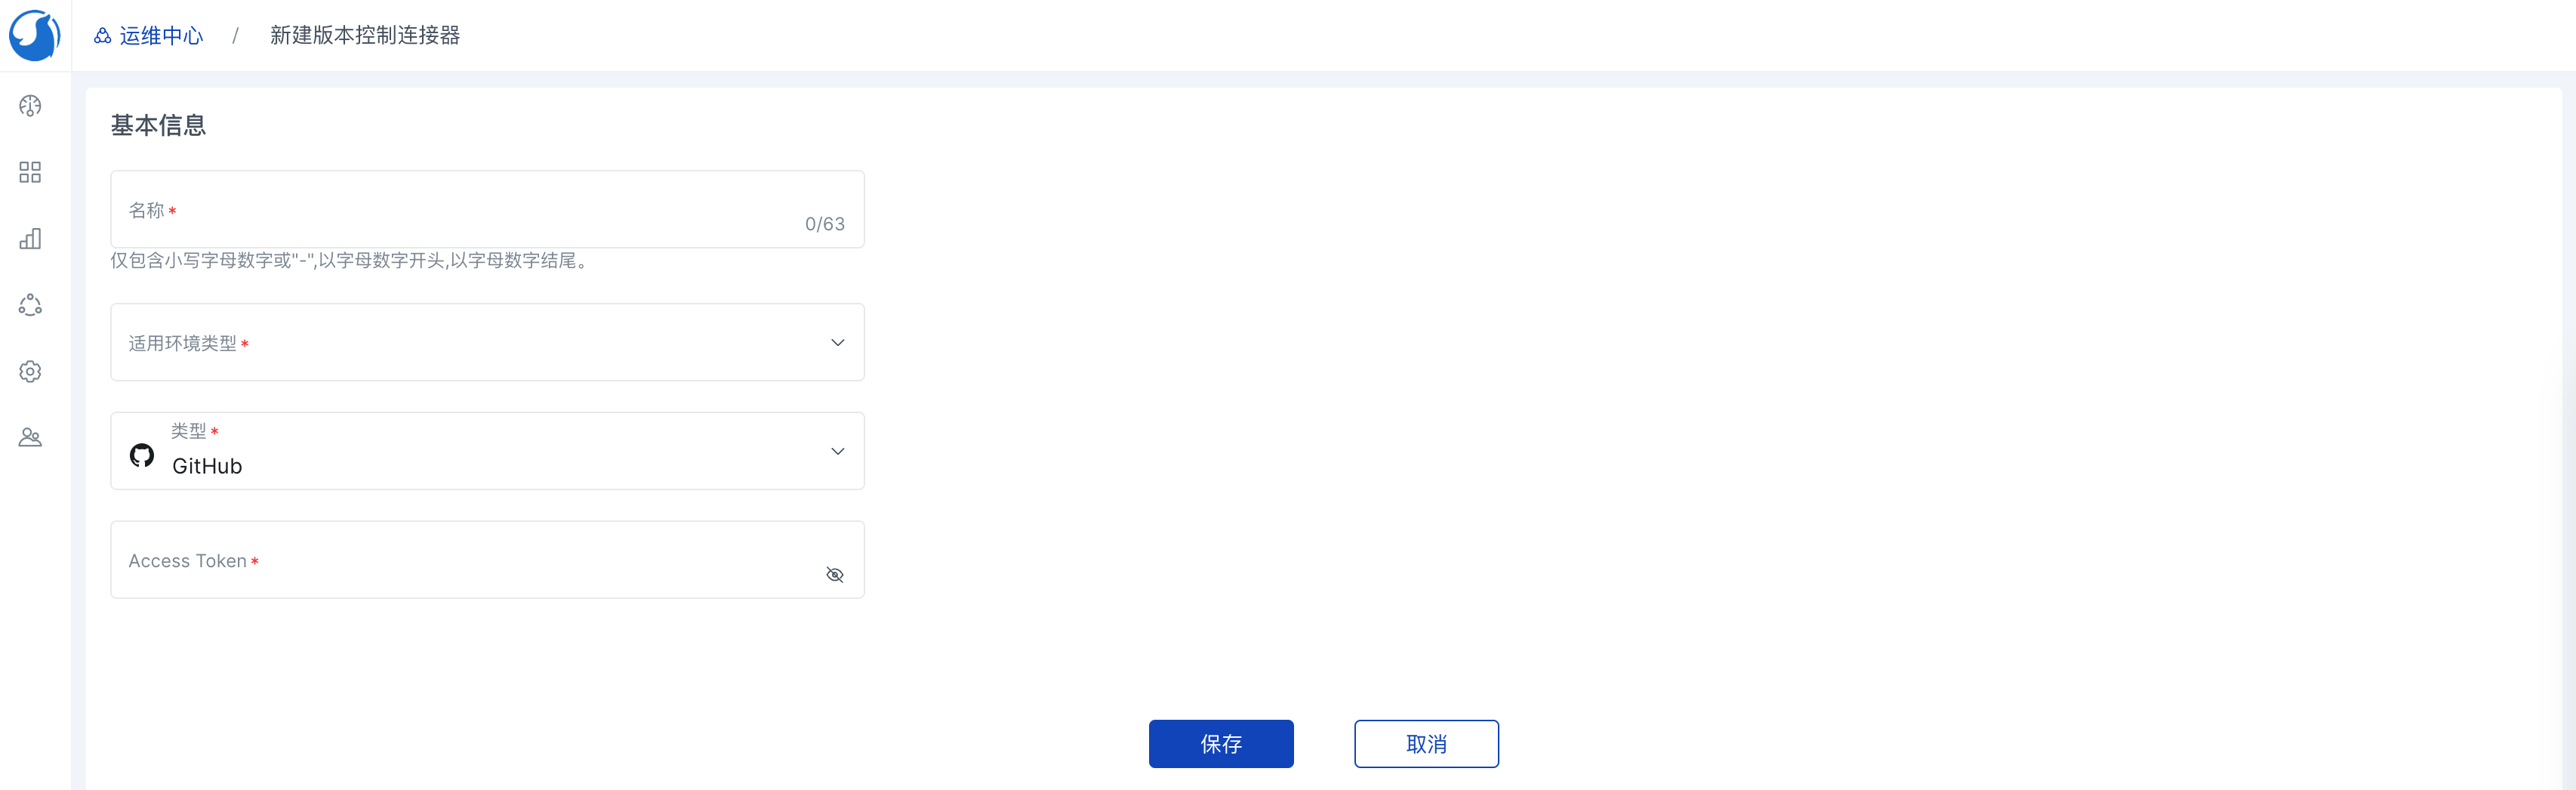 运维中心 / 新建版本控制连接器
基本信息
名称 *
0/63
仅包含小写字母数字或"-",以字母数字开头,以字母数字结尾。
适用环境类型 *
类型 *
GitHub
Access Token *
保存 取消